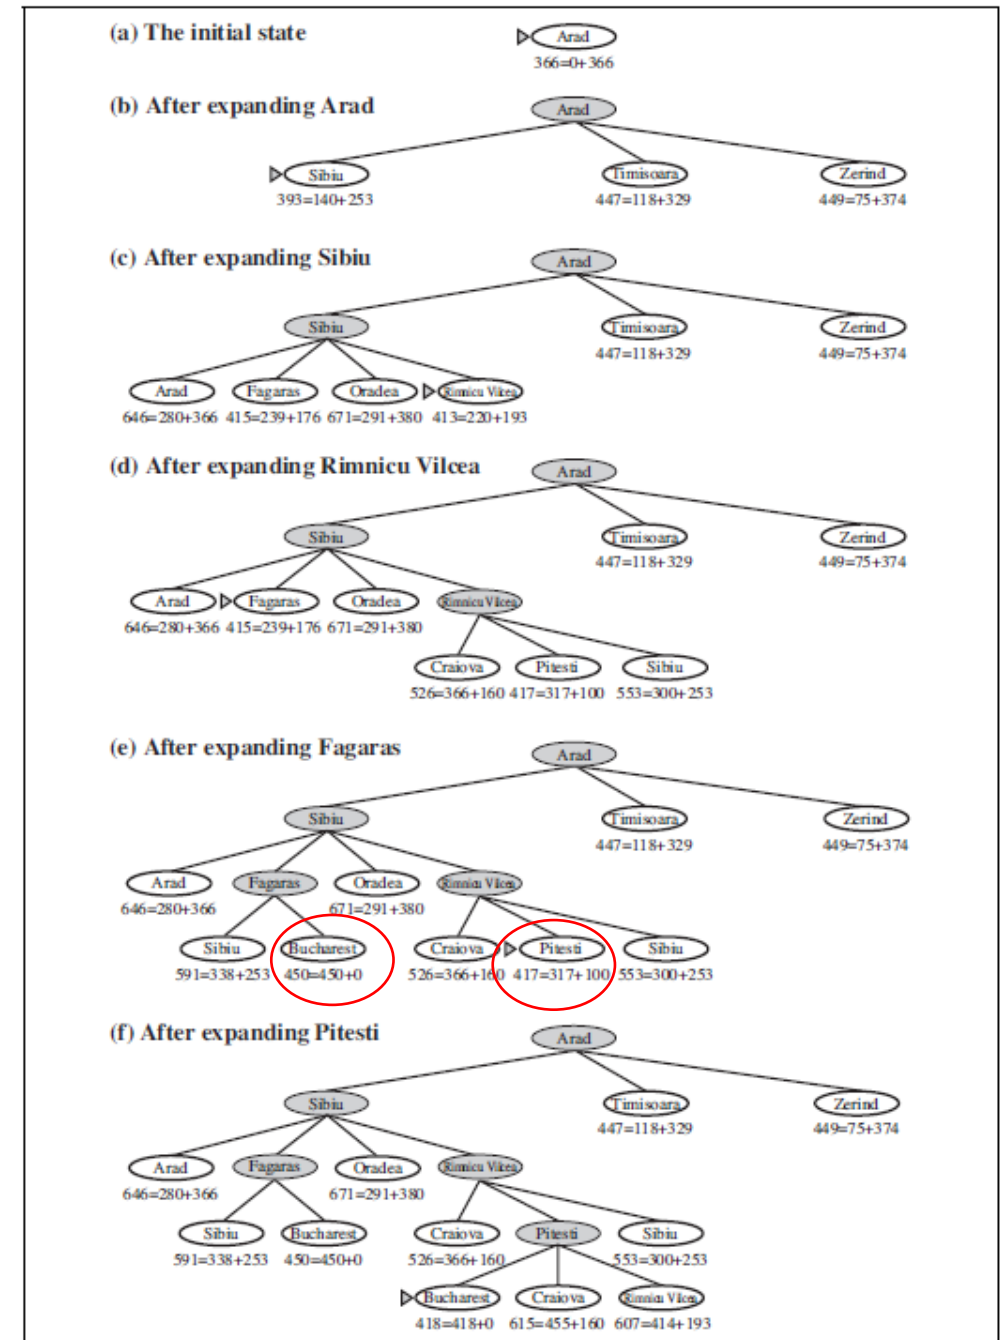 (a) The initial state
Arad
366=0+366
(b) After expanding Arad
Arad
Sibiu Timisoara Zerind
393=140+253 447=118+329 449=75+374
(c) After expanding Sibiu
Arad
Sibiu Timisoara Zerind
447=118+329 449=75+374
Arad Fagaras Oradea Rimnicu Vilcea
646=280+366 415=239+176 671=291+380 413=220+193
(d) After expanding Rimnicu Vilcea
Arad
Sibiu Timisoara Zerind
447=118+329 449=75+374
Arad Fagaras Oradea Rimnicu Vilcea
646=280+366 415=239+176 671=291+380
Craiova Pitesti Sibiu
526=366+160 417=317+100 553=300+253
(e) After expanding Fagaras
Arad
Sibiu Timisoara Zerind
447=118+329 449=75+374
Arad Fagaras Oradea Rimnicu Vilcea
646=280+366 671=291+380
Sibiu Bucharest Craiova Pitesti Sibiu
591=338+253 450=450+0 526=366+160 417=317+100 553=300+253
(f) After expanding Pitesti
Arad
Sibiu Timisoara Zerind
447=118+329 449=75+374
Arad Fagaras Oradea Rimnicu Vilcea
646=280+366 671=291+380
Sibiu Bucharest Craiova Pitesti Sibiu
591=338+253 450=450+0 526=366+160 553=300+253
Bucharest Craiova Rimnicu Vilcea
418=418+0 615=455+160 607=414+193